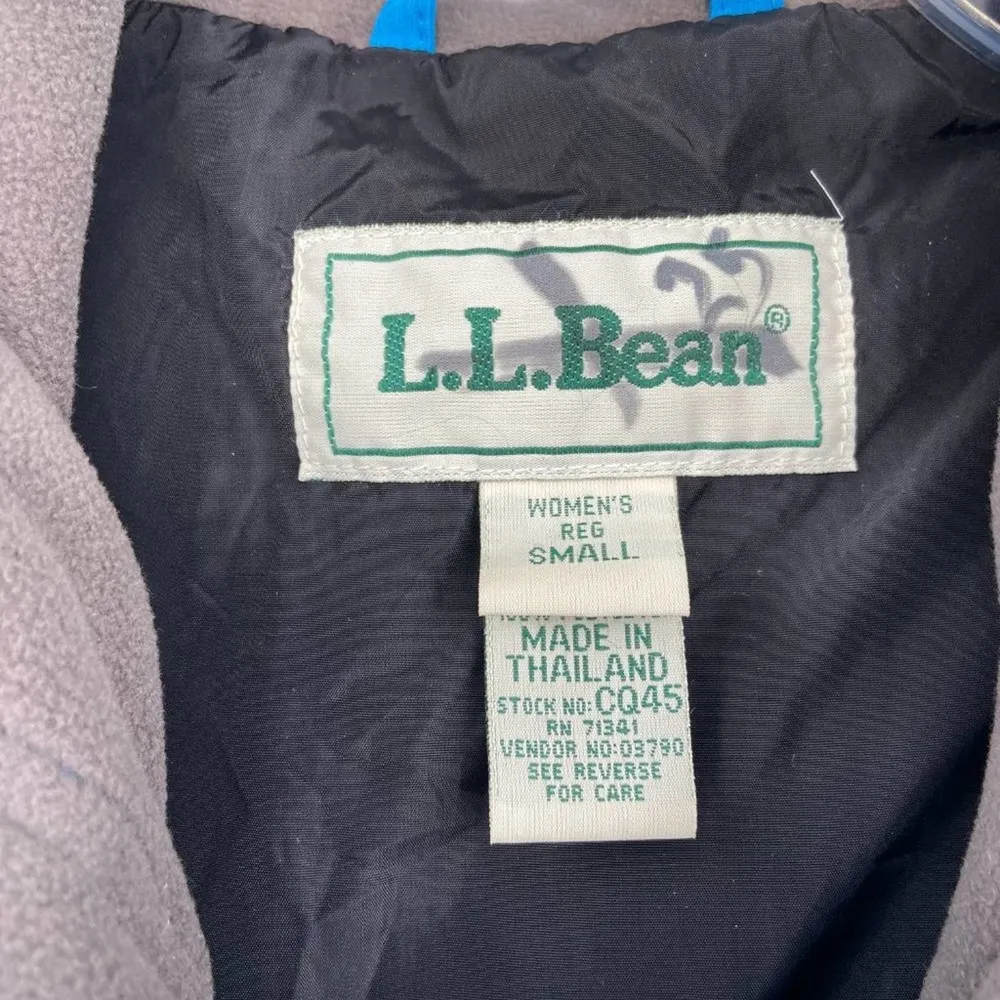 L.L.Bean®
WOMEN'S
REG
SMALL
MADE IN
THAILAND
STOCK NO: CQ45
RN 71341
VENDOR NO:03790
SEE REVERSE
FOR CARE